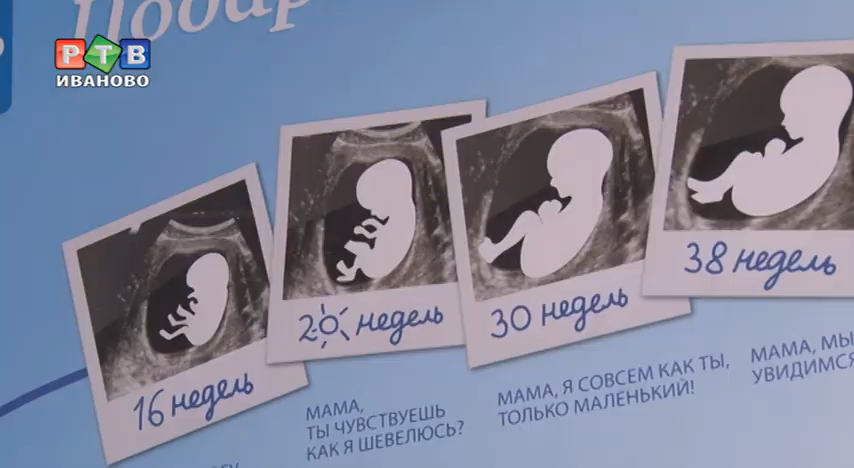 РТВ
ИВАНОВО
16 недель
20 недель
30 недель
38 недель
МАМА,
ТЫ ЧУВСТВУЕШЬ
КАК Я ШЕВЕЛЮСЬ?
МАМА, Я СОВСЕМ КАК ТЫ,
ТОЛЬКО МАЛЕНЬКИЙ!
МАМА, МЫ
УВИДИМСЯ